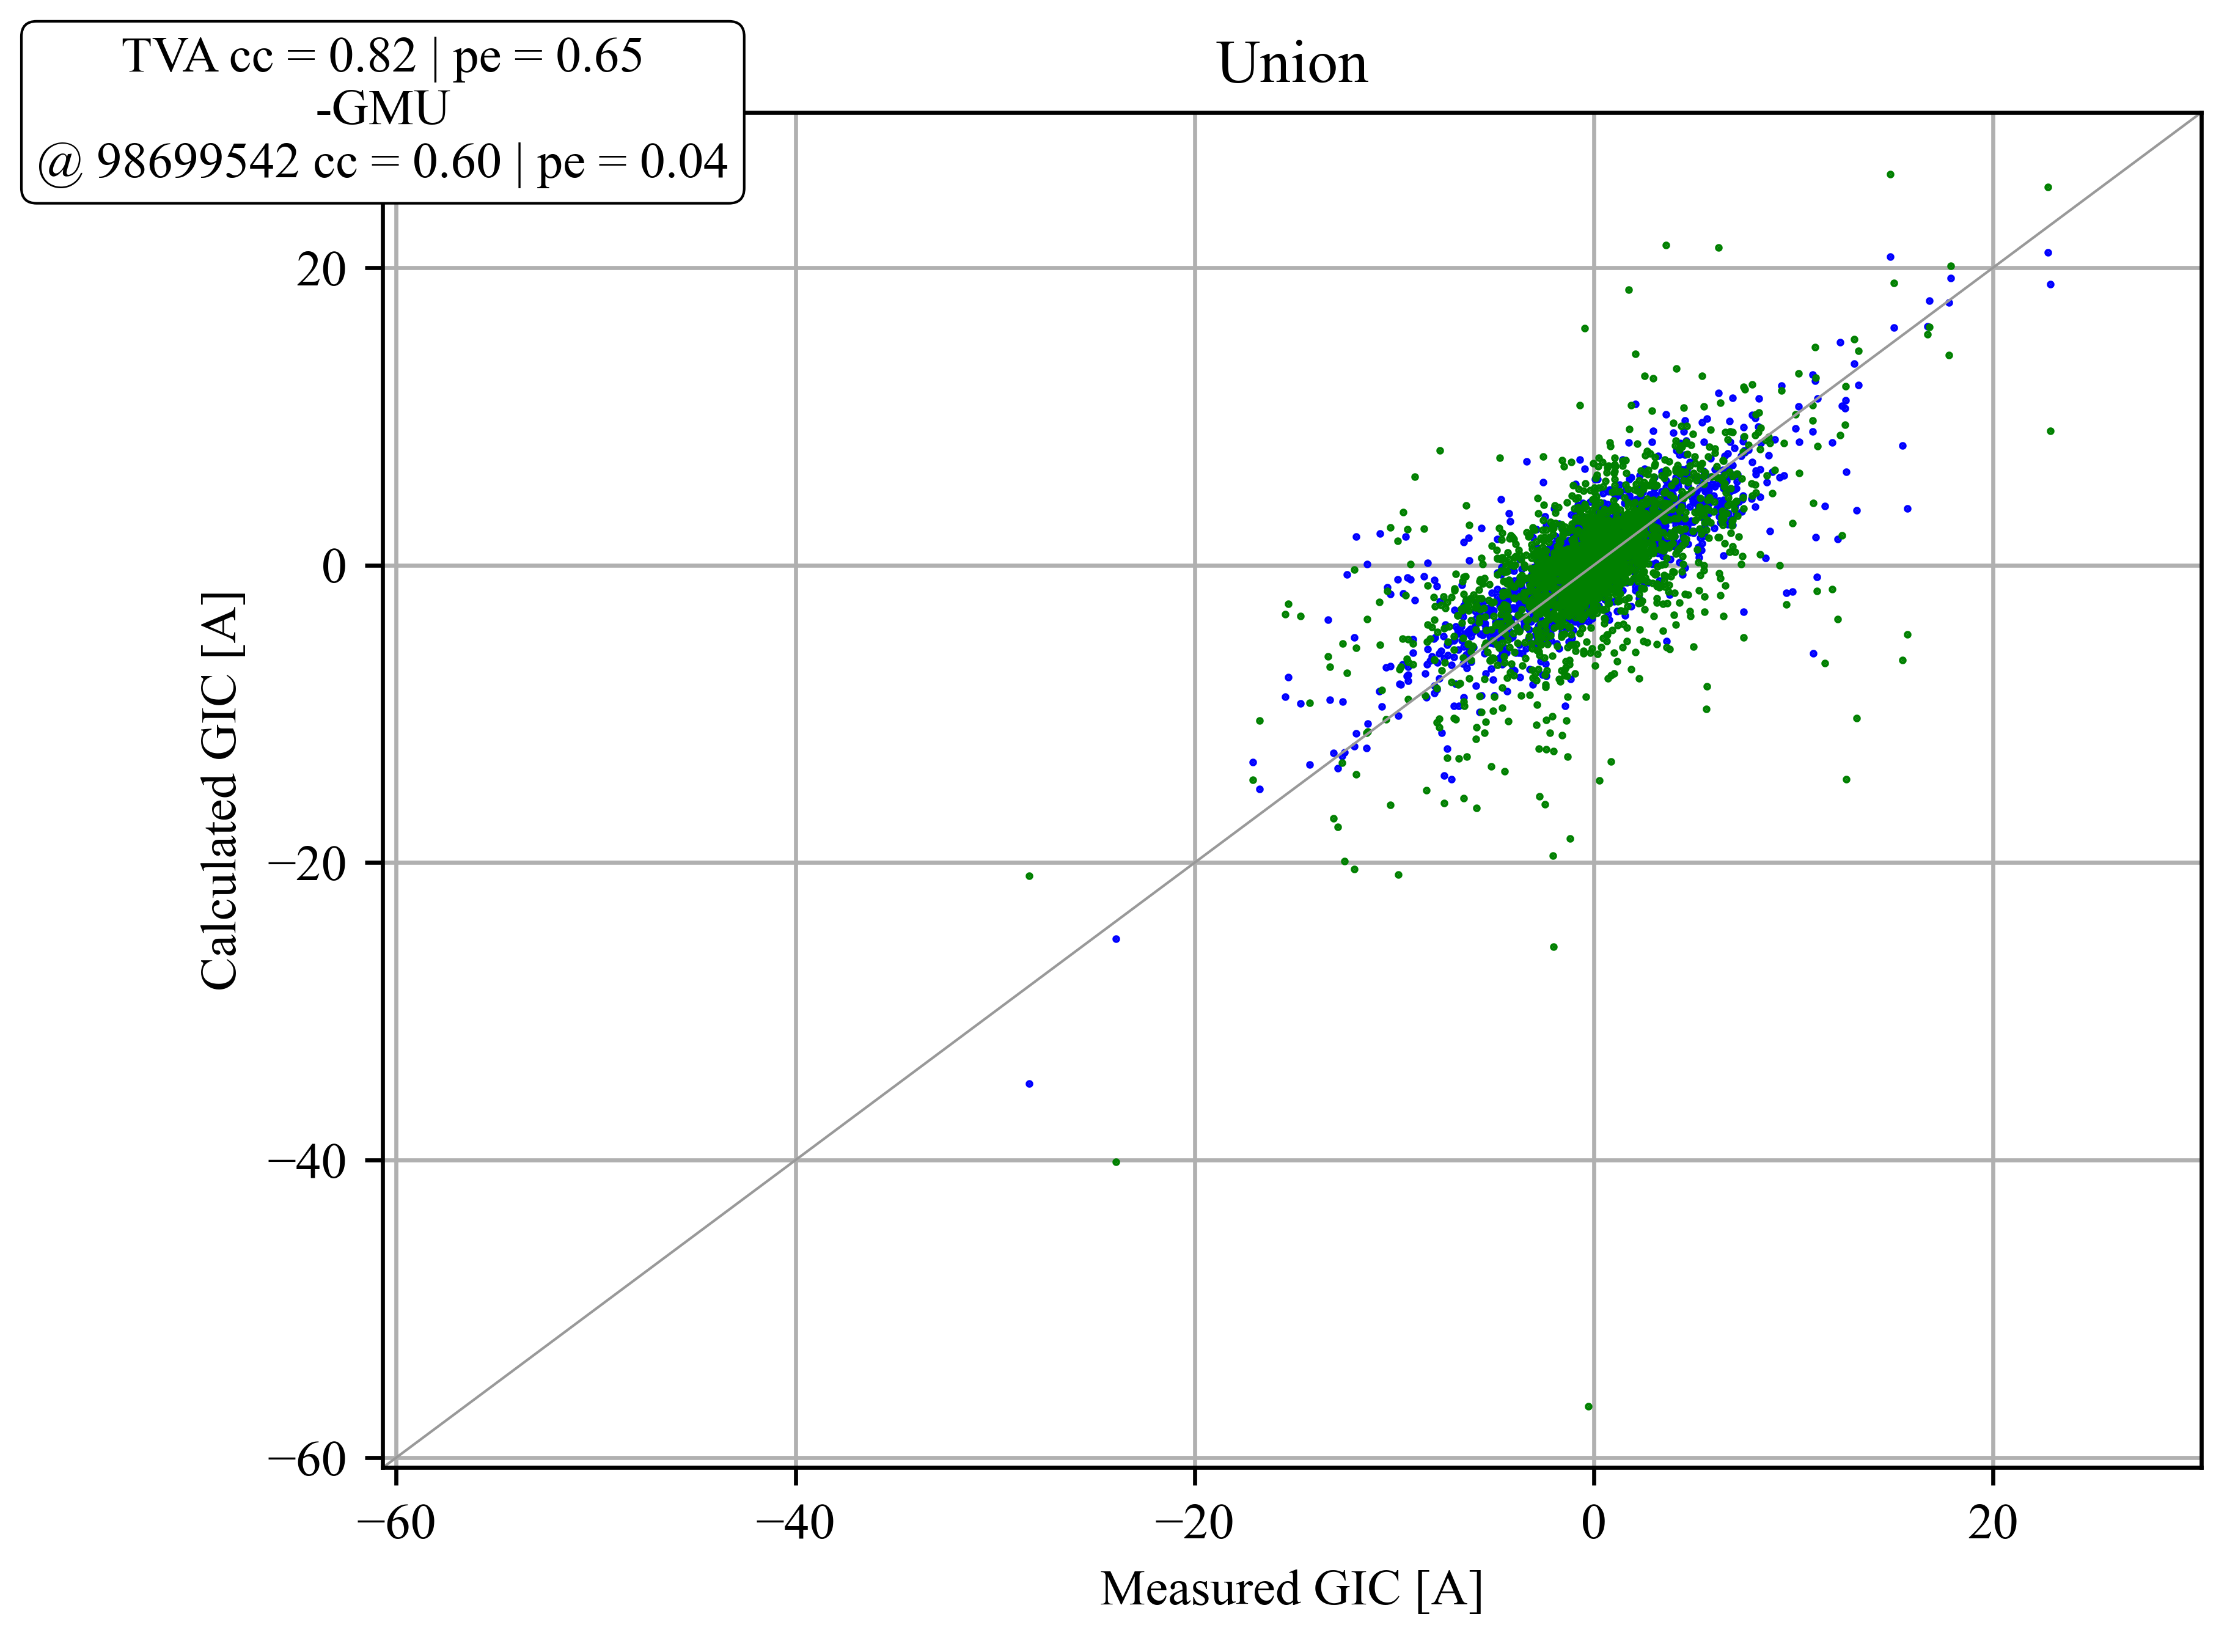 TVA cc = 0.82 | pe = 0.65
-GMU
@ 98699542 cc = 0.60 | pe = 0.04
Union
20
0
−20
−40
−60
Calculated GIC [A]
−60 −40 −20 0 20
Measured GIC [A]